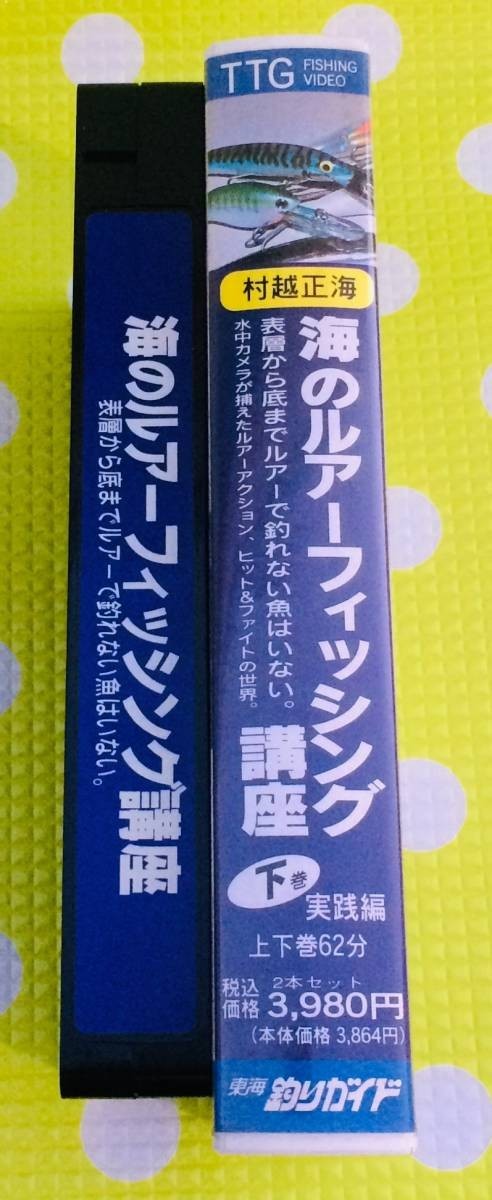 海のルアーフィッシング講座
表層から底までルアーで釣れない魚はいない。
TTG FISHING VIDEO
村越正海
海のルアーフィッシング講座
表層から底までルアーで釣れない魚はいない。
水中カメラが捕えたルアーアクション、ヒット&ファイトの世界。
下巻
実践編
上下巻62分
2本セット
税込価格 3,980円
(本体価格 3,864円)
東海 釣りガイド